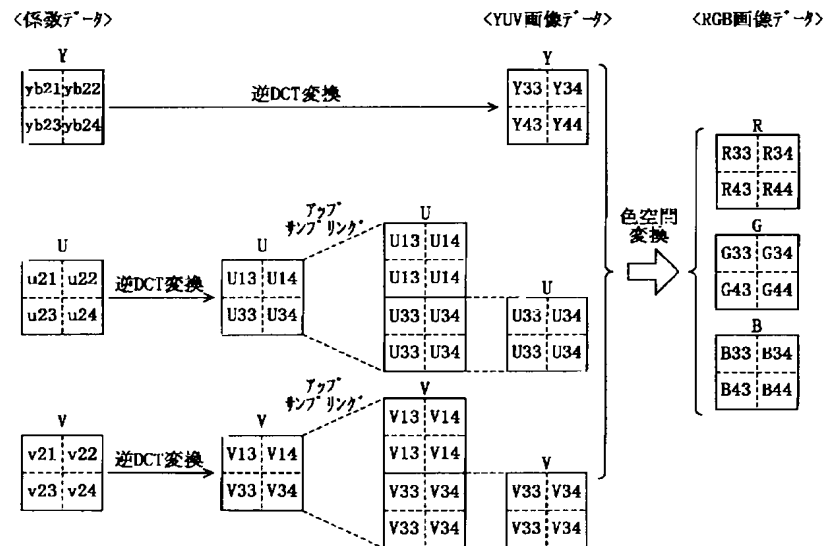 <係数ﾃﾞｰﾀ> <YUV画像ﾃﾞｰﾀ> <RGB画像ﾃﾞｰﾀ>
Y Y
yb21 yb22 逆DCT変換 Y33 Y34
yb23 yb24 Y43 Y44
R
R33 R34
R43 R44
ｱｯﾌﾟ
ｻﾝﾌﾟﾘﾝｸﾞ
U U U
u21 u22 逆DCT変換 U13 U14 U13 U14
u23 u24 U33 U34 U13 U14
U33 U34
U33 U34
U
U33 U34
U33 U34
色空間
変換
G
G33 G34
G43 G44
B
B33 B34
B43 B44
ｱｯﾌﾟ
ｻﾝﾌﾟﾘﾝｸﾞ
V V V
v21 v22 逆DCT変換 V13 V14 V13 V14
v23 v24 V33 V34 V13 V14
V33 V34
V33 V34
V
V33 V34
V33 V34